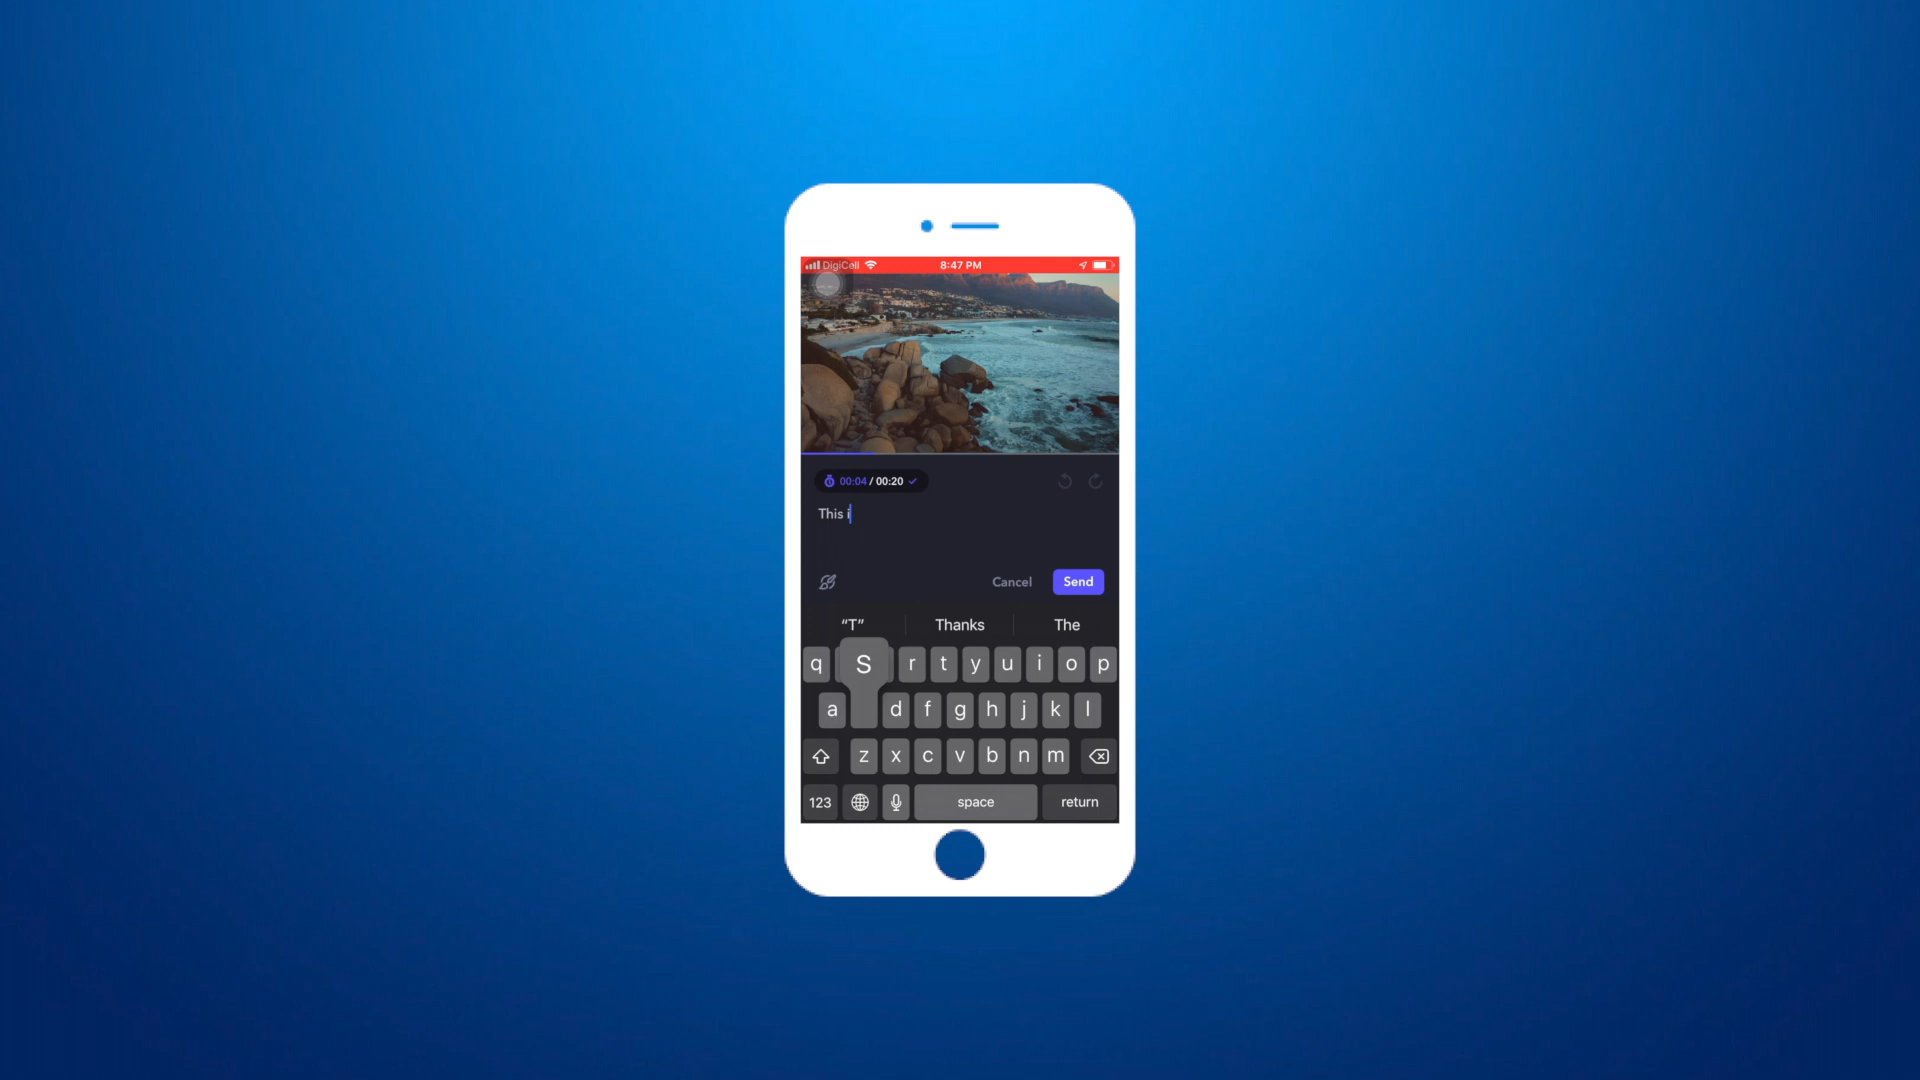 DigiCell 8:47 PM
00:04 / 00:20
This i
Cancel Send
“T” Thanks The
q S r t y u i o p
a d f g h j k l
z x c v b n m
123 space return